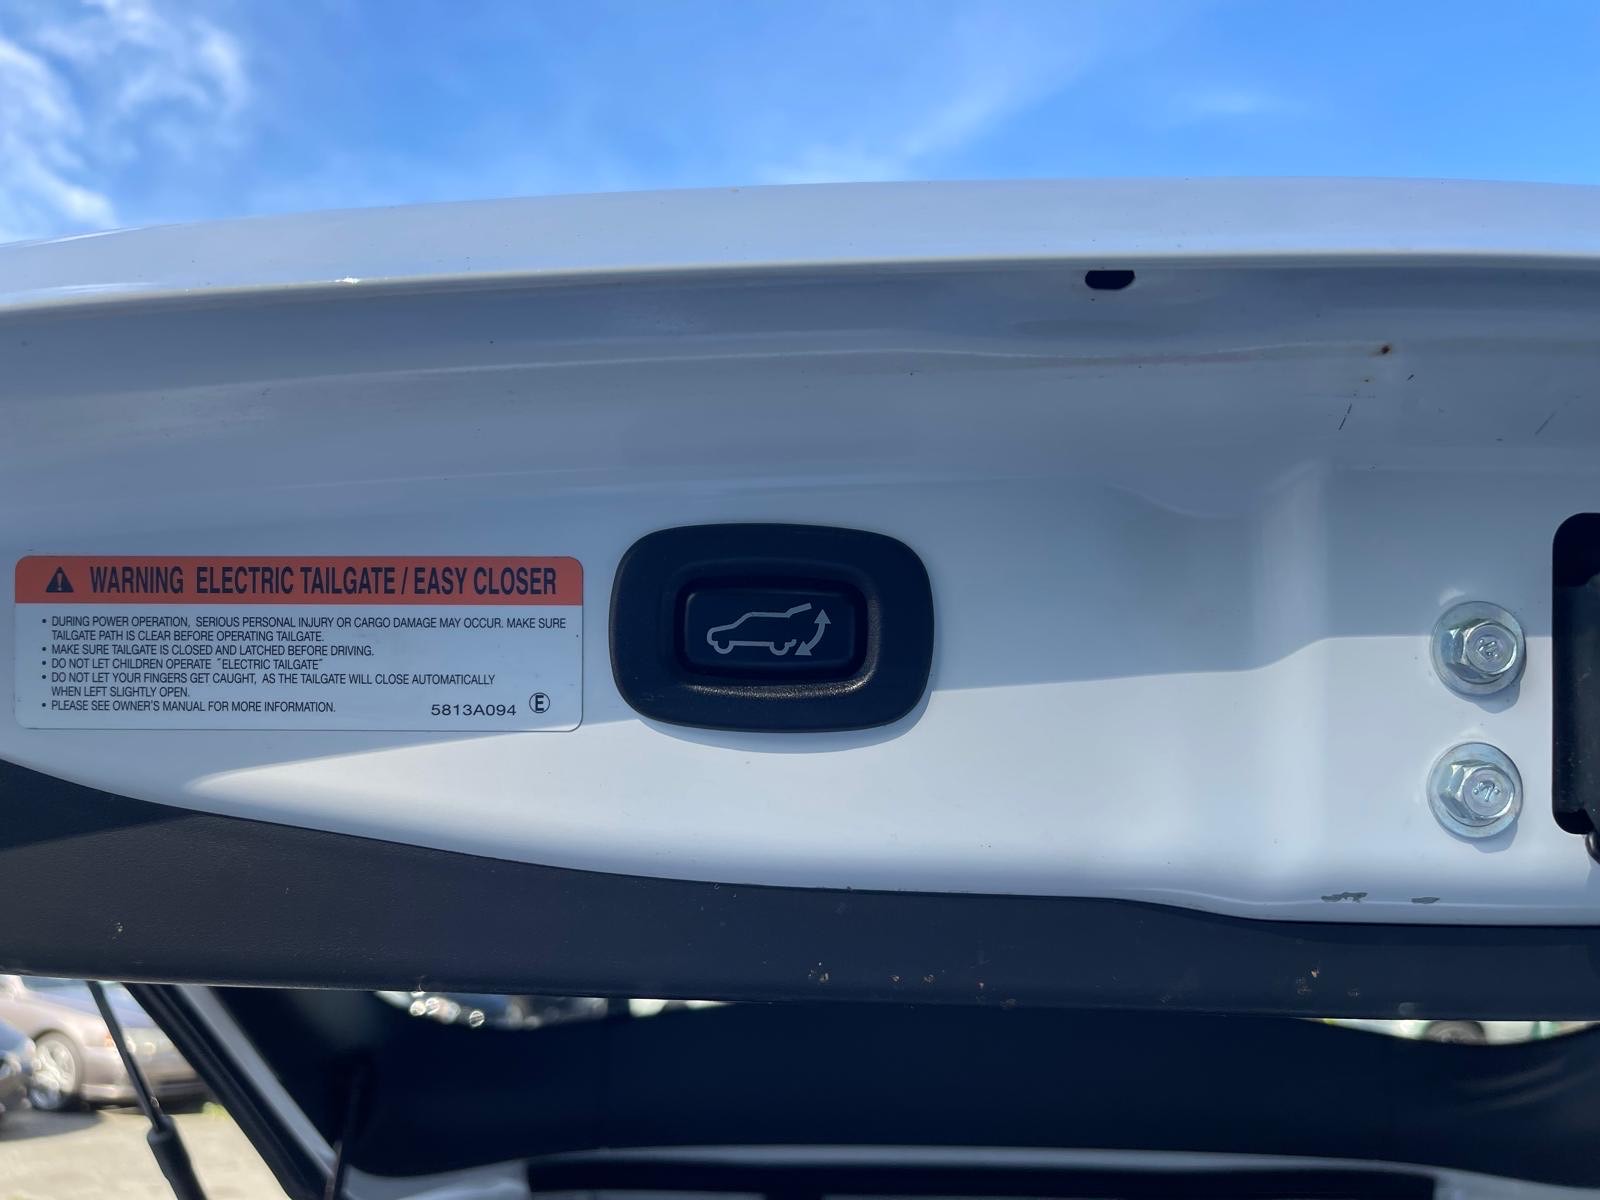 WARNING ELECTRIC TAILGATE / EASY CLOSER
• DURING POWER OPERATION, SERIOUS PERSONAL INJURY OR CARGO DAMAGE MAY OCCUR. MAKE SURE
TAILGATE PATH IS CLEAR BEFORE OPERATING TAILGATE.
• MAKE SURE TAILGATE IS CLOSED AND LATCHED BEFORE DRIVING.
• DO NOT LET CHILDREN OPERATE ˝ELECTRIC TAILGATE˝
• DO NOT LET YOUR FINGERS GET CAUGHT, AS THE TAILGATE WILL CLOSE AUTOMATICALLY
WHEN LEFT SLIGHTLY OPEN.
• PLEASE SEE OWNER'S MANUAL FOR MORE INFORMATION.
5813A094 Ⓔ